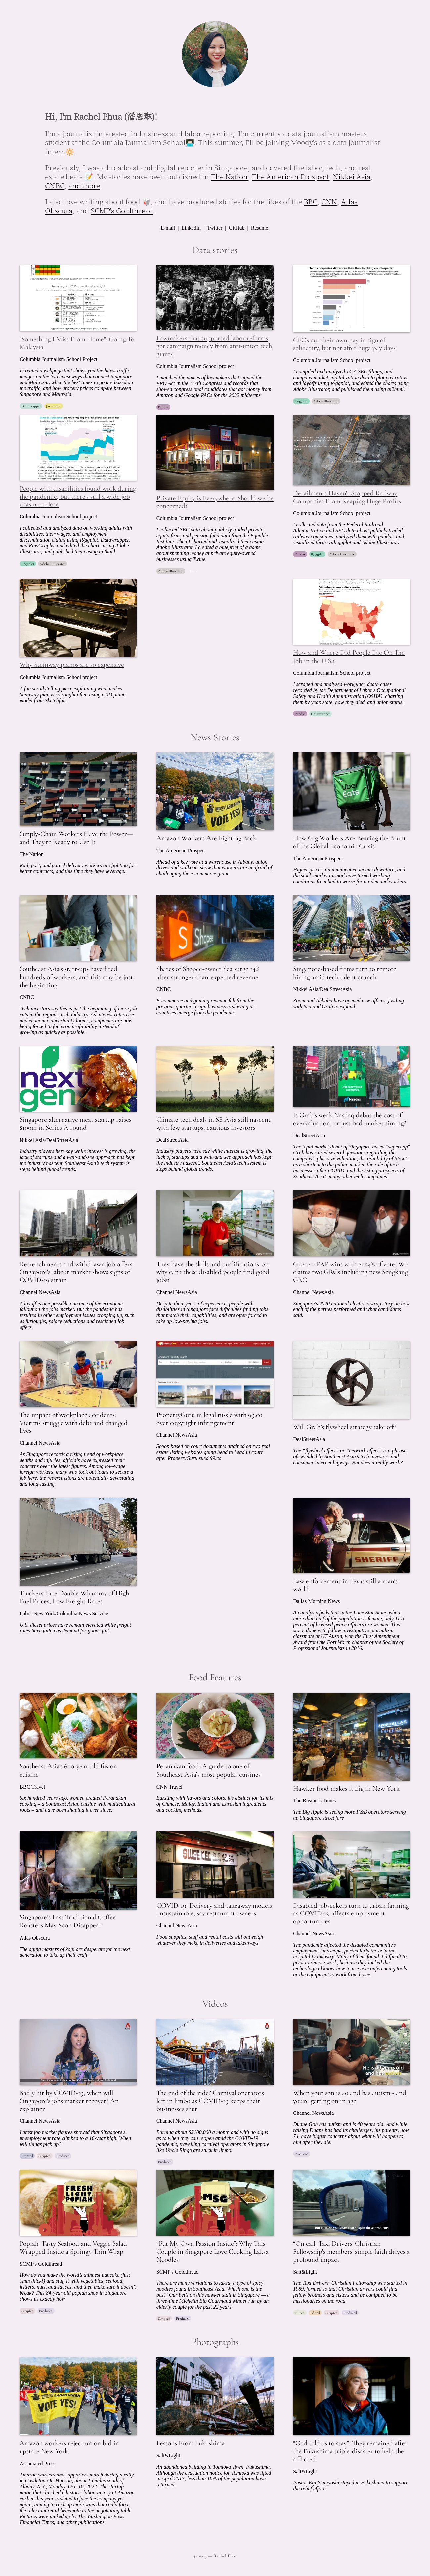 Hi, I'm Rachel Phua (潘恩琳)!
I'm a journalist interested in business and labor reporting. I'm currently a data journalism masters
student at the Columbia Journalism School👩🏻‍💻. This summer, I'll be joining Moody's as a data journalist
intern🔆.
Previously, I was a broadcast and digital reporter in Singapore, and covered the labor, tech, and real
estate beats 📝. My stories have been published in The Nation, The American Prospect, Nikkei Asia,
CNBC, and more.
I also love writing about food 🥡, and have produced stories for the likes of the BBC, CNN, Atlas
Obscura, and SCMP's Goldthread.
E-mail | LinkedIn | Twitter | GitHub | Resume
Data stories
"Something I Miss From Home": Going To
Malaysia
Columbia Journalism School Project
I created a webpage that shows you the latest traffic
images on the two causeways that connect Singapore
and Malaysia, when the best times to go are based on
the traffic, and how grocery prices compare between
Singapore and Malaysia.
Datawrapper Javascript
Lawmakers that supported labor reforms
got campaign money from anti-union tech
giants
Columbia Journalism School project
I matched the names of lawmakers that signed the
PRO Act in the 117th Congress and records that
showed congressional candidates that got money from
Amazon and Google PACs for the 2022 midterms.
Pandas
CEOs cut their own pay in sign of
solidarity, but not after huge pay days
Columbia Journalism School project
I compiled and analyzed 14-A SEC filings, and
company market capitalization data to see pay ratios
and layoffs using R/ggplot, and edited the charts using
Adobe Illustrator, and published them using ai2html.
R/ggplot Adobe Illustrator
People with disabilities found work during
the pandemic, but there's still a wide job
chasm to close
Columbia Journalism School project
I collected and analyzed data on working adults with
disabilities, their wages, and employment
discrimination claims using R/ggplot, Datawrapper,
and RawGraphs. I edited the charts using Adobe
Illustrator, and published them using ai2html.
R/ggplot Adobe Illustrator
Private Equity is Everywhere. Should we be
concerned?
Columbia Journalism School project
I collected SEC data about publicly traded private
equity firms and pension fund data from the Equable
Institute. Then I charted and visualized them using
Adobe Illustrator. I created a blueprint of a game
about spending money at private equity-owned
businesses using Twine.
Adobe Illustrator
Derailments Haven't Stopped Railway
Companies From Reaping Huge Profits
Columbia Journalism School project
I collected data from the Federal Railroad
Administration and SEC data about publicly traded
railway companies, analyzed them with pandas, and
visualized them with ggplot and Adobe Illustrator.
Pandas R/ggplot Adobe Illustrator
Why Steinway pianos are so expensive
Columbia Journalism School project
A fun scrollytelling piece explaining what makes
Steinway pianos so sought after, using a 3D piano
model from Sketchfab.
How and Where Did People Die On The
Job in the U.S.?
Columbia Journalism School project
I scraped and analyzed workplace death cases
recorded by the Department of Labor's Occupational
Safety and Health Administration (OSHA), charting
them by year, state, how they died, and union status.
Pandas Datawrapper
News Stories
Supply-Chain Workers Have the Power—
and They're Ready to Use It
The Nation
Rail, port, and parcel delivery workers are fighting for
better contracts, and this time they have leverage.
Amazon Workers Are Fighting Back
The American Prospect
Ahead of a key vote at a warehouse in Albany, union
drives and walkouts show that workers are unafraid of
challenging the e-commerce giant.
How Gig Workers Are Bearing the Brunt
of the Global Economic Crisis
The American Prospect
Higher prices, an imminent economic downturn, and
the stock market turmoil have turned working
conditions from bad to worse for on-demand workers.
Southeast Asia's start-ups have fired
hundreds of workers, and this may be just
the beginning
CNBC
Tech investors say this is just the beginning of more job
cuts in the region's tech industry. As interest rates rise
and economic uncertainty looms, companies are now
being forced to focus on profitability instead of
growing as quickly as possible.
Shares of Shopee-owner Sea surge 14%
after stronger-than-expected revenue
CNBC
E-commerce and gaming revenue fell from the
previous quarter, a sign business is slowing as
countries emerge from the pandemic.
Singapore-based firms turn to remote
hiring amid tech talent crunch
Nikkei Asia/DealStreetAsia
Zoom and Alibaba have opened new offices, jostling
with Sea and Grab to expand.
next
gen
Singapore alternative meat startup raises
$100m in Series A round
Nikkei Asia/DealStreetAsia
Industry players here say while interest is growing, the
lack of startups and a wait-and-see approach has kept
the industry nascent. Southeast Asia's tech system is
steps behind global trends.
Climate tech deals in SE Asia still nascent
with few startups, cautious investors
DealStreetAsia
Industry players here say while interest is growing, the
lack of startups and a wait-and-see approach has kept
the industry nascent. Southeast Asia's tech system is
steps behind global trends.
Is Grab's weak Nasdaq debut the cost of
overvaluation, or just bad market timing?
DealStreetAsia
The tepid market debut of Singapore-based "superapp"
Grab has raised several questions regarding the
company's plus-size valuation, the reliability of SPACs
as a shortcut to the public market, the role of tech
businesses after COVID, and the listing prospects of
Southeast Asia's many other tech companies.
Retrenchments and withdrawn job offers:
Singapore's labour market shows signs of
COVID-19 strain
Channel NewsAsia
A layoff is one possible outcome of the economic
fallout on the job market. But the pandemic has
resulted in other employment issues cropping up, such
as furloughs, salary reductions and rescinded job
offers.
They have the skills and qualifications. So
why can't these disabled people find good
jobs?
Channel NewsAsia
Despite their years of experience, people with
disabilities in Singapore face difficulties finding jobs
that match their capabilities, and are often forced to
take up low-paying jobs.
GE2020: PAP wins with 61.24% of vote; WP
claims two GRCs including new Sengkang
GRC
Channel NewsAsia
Singapore's 2020 national elections wrap story on how
each of the parties performed and what candidates
said.
The impact of workplace accidents:
Victims struggle with debt and changed
lives
Channel NewsAsia
As Singapore records a rising trend of workplace
deaths and injuries, officials have expressed their
concerns over the latest figures. Among low-wage
foreign workers, many who took out loans to secure a
job here, the repercussions are potentially devastating
and long-lasting.
PropertyGuru in legal tussle with 99.co
over copyright infringement
Channel NewsAsia
Scoop based on court documents attained on two real
estate listing websites going head to head in court
after PropertyGuru sued 99.co.
Will Grab's flywheel strategy take off?
DealStreetAsia
The "flywheel effect" or "network effect" is a phrase
oft-wielded by Southeast Asia's tech investors and
consumer internet bigwigs. But does it really work?
Truckers Face Double Whammy of High
Fuel Prices, Low Freight Rates
Labor New York/Columbia News Service
U.S. diesel prices have remain elevated while freight
rates have fallen as demand for goods fall.
SHERIFF
Law enforcement in Texas still a man's
world
Dallas Morning News
An analysis finds that in the Lone Star State, where
more than half of the population is female, only 11.5
percent of licensed peace officers are women. This
story, done with fellow investigative journalism
classmate at UT Austin, won the First Amendment
Award from the Fort Worth chapter of the Society of
Professional Journalists in 2016.
Food Features
Southeast Asia's 600-year-old fusion
cuisine
BBC Travel
Six hundred years ago, women created Peranakan
cooking – a Southeast Asian cuisine with multicultural
roots – and have been shaping it ever since.
Peranakan food: A guide to one of
Southeast Asia's most popular cuisines
CNN Travel
Bursting with flavors and colors, it's distinct for its mix
of Chinese, Malay, Indian and Eurasian ingredients
and cooking methods.
Hawker food makes it big in New York
The Business Times
The Big Apple is seeing more F&B operators serving
up Singapore street fare
Singapore's Last Traditional Coffee
Roasters May Soon Disappear
Atlas Obscura
The aging masters of kopi are desperate for the next
generation to take up their craft.
COVID-19: Delivery and takeaway models
unsustainable, say restaurant owners
Channel NewsAsia
Food supplies, staff and rental costs will outweigh
whatever they make in deliveries and takeaways.
Disabled jobseekers turn to urban farming
as COVID-19 affects employment
opportunities
Channel NewsAsia
The pandemic affected the disabled community's
employment landscape, particularly those in the
hospitality industry. Many of them found it difficult to
pivot to remote work, because they lacked the
technological know-how to use teleconferencing tools
or the equipment to work from home.
Videos
Badly hit by COVID-19, when will
Singapore's jobs market recover? An
explainer
Channel NewsAsia
Latest job market figures showed that Singapore's
unemployment rate climbed to a 16-year high. When
will things pick up?
Scripted Produced
The end of the ride? Carnival operators
left in limbo as COVID-19 keeps their
businesses shut
Channel NewsAsia
Burning about S$100,000 a month and with no signs
as to when they can reopen amid the COVID-19
pandemic, traveling carnival operators in Singapore
like Uncle Ringo are stuck in limbo.
Produced
When your son is 40 and has autism - and
you're getting on in age
Channel NewsAsia
Duane Goh has autism and is 40 years old. And while
raising Duane has had its challenges, his parents, now
74, have bigger concerns about what will happen to
him after they die.
Produced
FRESH
LIGHT
POPIAH
Popiah: Tasty Seafood and Veggie Salad
Wrapped Inside a Springy Thin Wrap
SCMP's Goldthread
How do you make the world's thinnest pancake (just
1mm thick!) and stuff it with vegetables, seafood,
fritters, nuts, and sauces, and then make sure it doesn't
break? This 84-year-old popiah shop in Singapore
shows us exactly how.
Scripted Produced
MSG
"Put My Own Passion Inside": Why This
Couple in Singapore Love Cooking Laksa
Noodles
SCMP's Goldthread
There are many variations to laksa, a type of spicy
noodles found in Southeast Asia. Which one is the
best? Our bet's on this hawker stall in Singapore — a
three-time Michelin Bib Gourmand winner run by an
elderly couple for the past 22 years.
Scripted Produced
"On call: Taxi Drivers' Christian
Fellowship's members' simple faith drives a
profound impact
Salt&Light
The Taxi Drivers' Christian Fellowship was started in
1989, formed so that Christian cabbies could find
fellow brothers and sisters and be equipped to be
missionaries on the road.
Filmed Edited Scripted Produced
Photographs
VOTE YES!
Amazon workers reject union bid in
upstate New York
Associated Press
Amazon workers and supporters march during a rally
in Castleton-On-Hudson, about 15 miles south of
Albany, N.Y., Monday, Oct. 10, 2022. The startup
union that clinched a historic labor victory at Amazon
earlier this year is slated to face the company yet
again, aiming to rack up more wins that could force
the reluctant retail behemoth to the negotiating table.
Pictures were picked up by The Washington Post,
Financial Times, and other publications.
Lessons From Fukushima
Salt&Light
An abandoned building in Tomioka Town, Fukushima.
Although the evacuation notice for Tomioka was lifted
in April 2017, less than 10% of the population have
returned.
"God told us to stay": They remained after
the Fukushima triple-disaster to help the
afflicted
Salt&Light
Pastor Eiji Sumiyoshi stayed in Fukushima to support
the relief efforts.
© 2023 — Rachel Phua